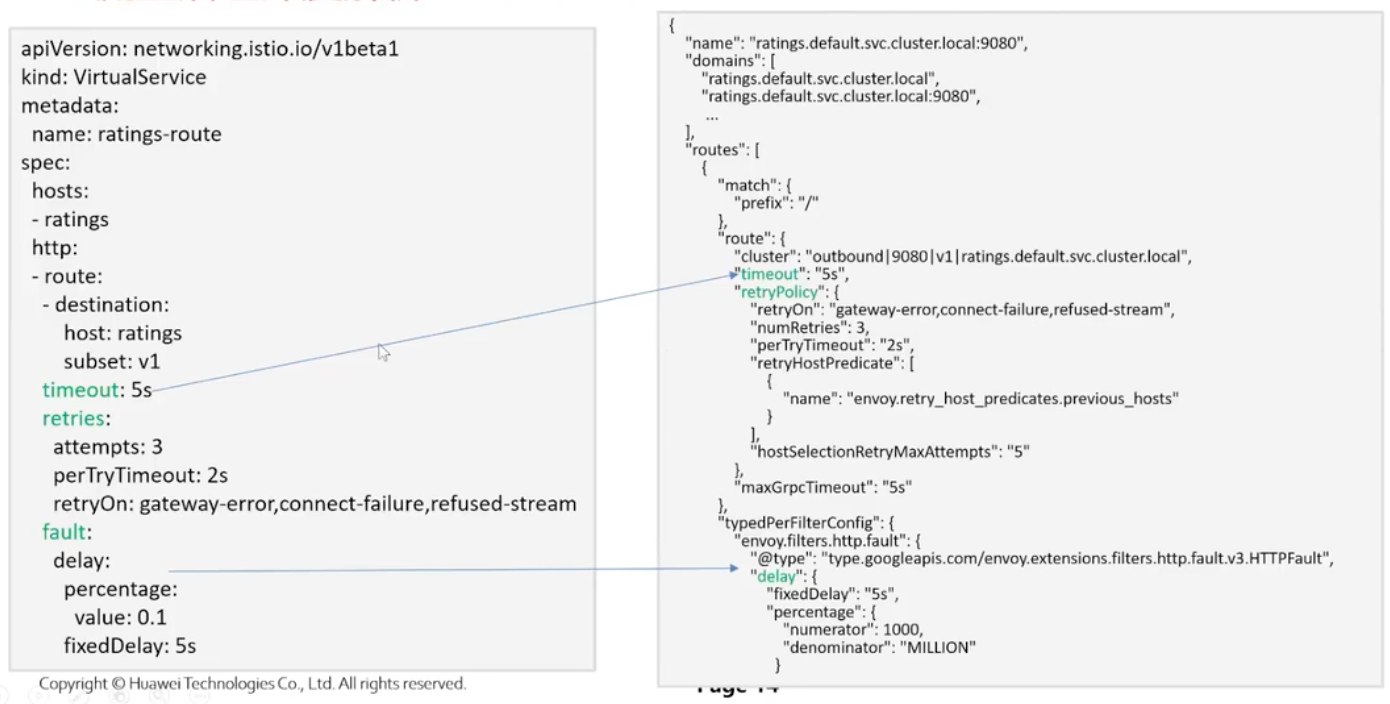 apiVersion: networking.istio.io/v1beta1
kind: VirtualService
metadata:
name: ratings-route
spec:
hosts:
- ratings
http:
- route:
- destination:
host: ratings
subset: v1
timeout: 5s
retries:
attempts: 3
perTryTimeout: 2s
retryOn: gateway-error,connect-failure,refused-stream
fault:
delay:
percentage:
value: 0.1
fixedDelay: 5s
{
"name": "ratings.default.svc.cluster.local:9080",
"domains": [
"ratings.default.svc.cluster.local",
"ratings.default.svc.cluster.local:9080",
...
],
"routes": [
{
"match": {
"prefix": "/"
},
"route": {
"cluster": "outbound|9080|v1|ratings.default.svc.cluster.local",
"timeout": "5s",
"retryPolicy": {
"retryOn": "gateway-error,connect-failure,refused-stream",
"numRetries": 3,
"perTryTimeout": "2s",
"retryHostPredicate": [
{
"name": "envoy.retry_host_predicates.previous_hosts"
}
],
"hostSelectionRetryMaxAttempts": "5"
},
"maxGrpcTimeout": "5s"
},
"typedPerFilterConfig": {
"envoy.filters.http.fault": {
"@type": "type.googleapis.com/envoy.extensions.filters.http.fault.v3.HTTPFault",
"delay": {
"fixedDelay": "5s",
"percentage": {
"numerator": 1000,
"denominator": "MILLION"
}
Copyright © Huawei Technologies Co., Ltd. All rights reserved.
Page 14